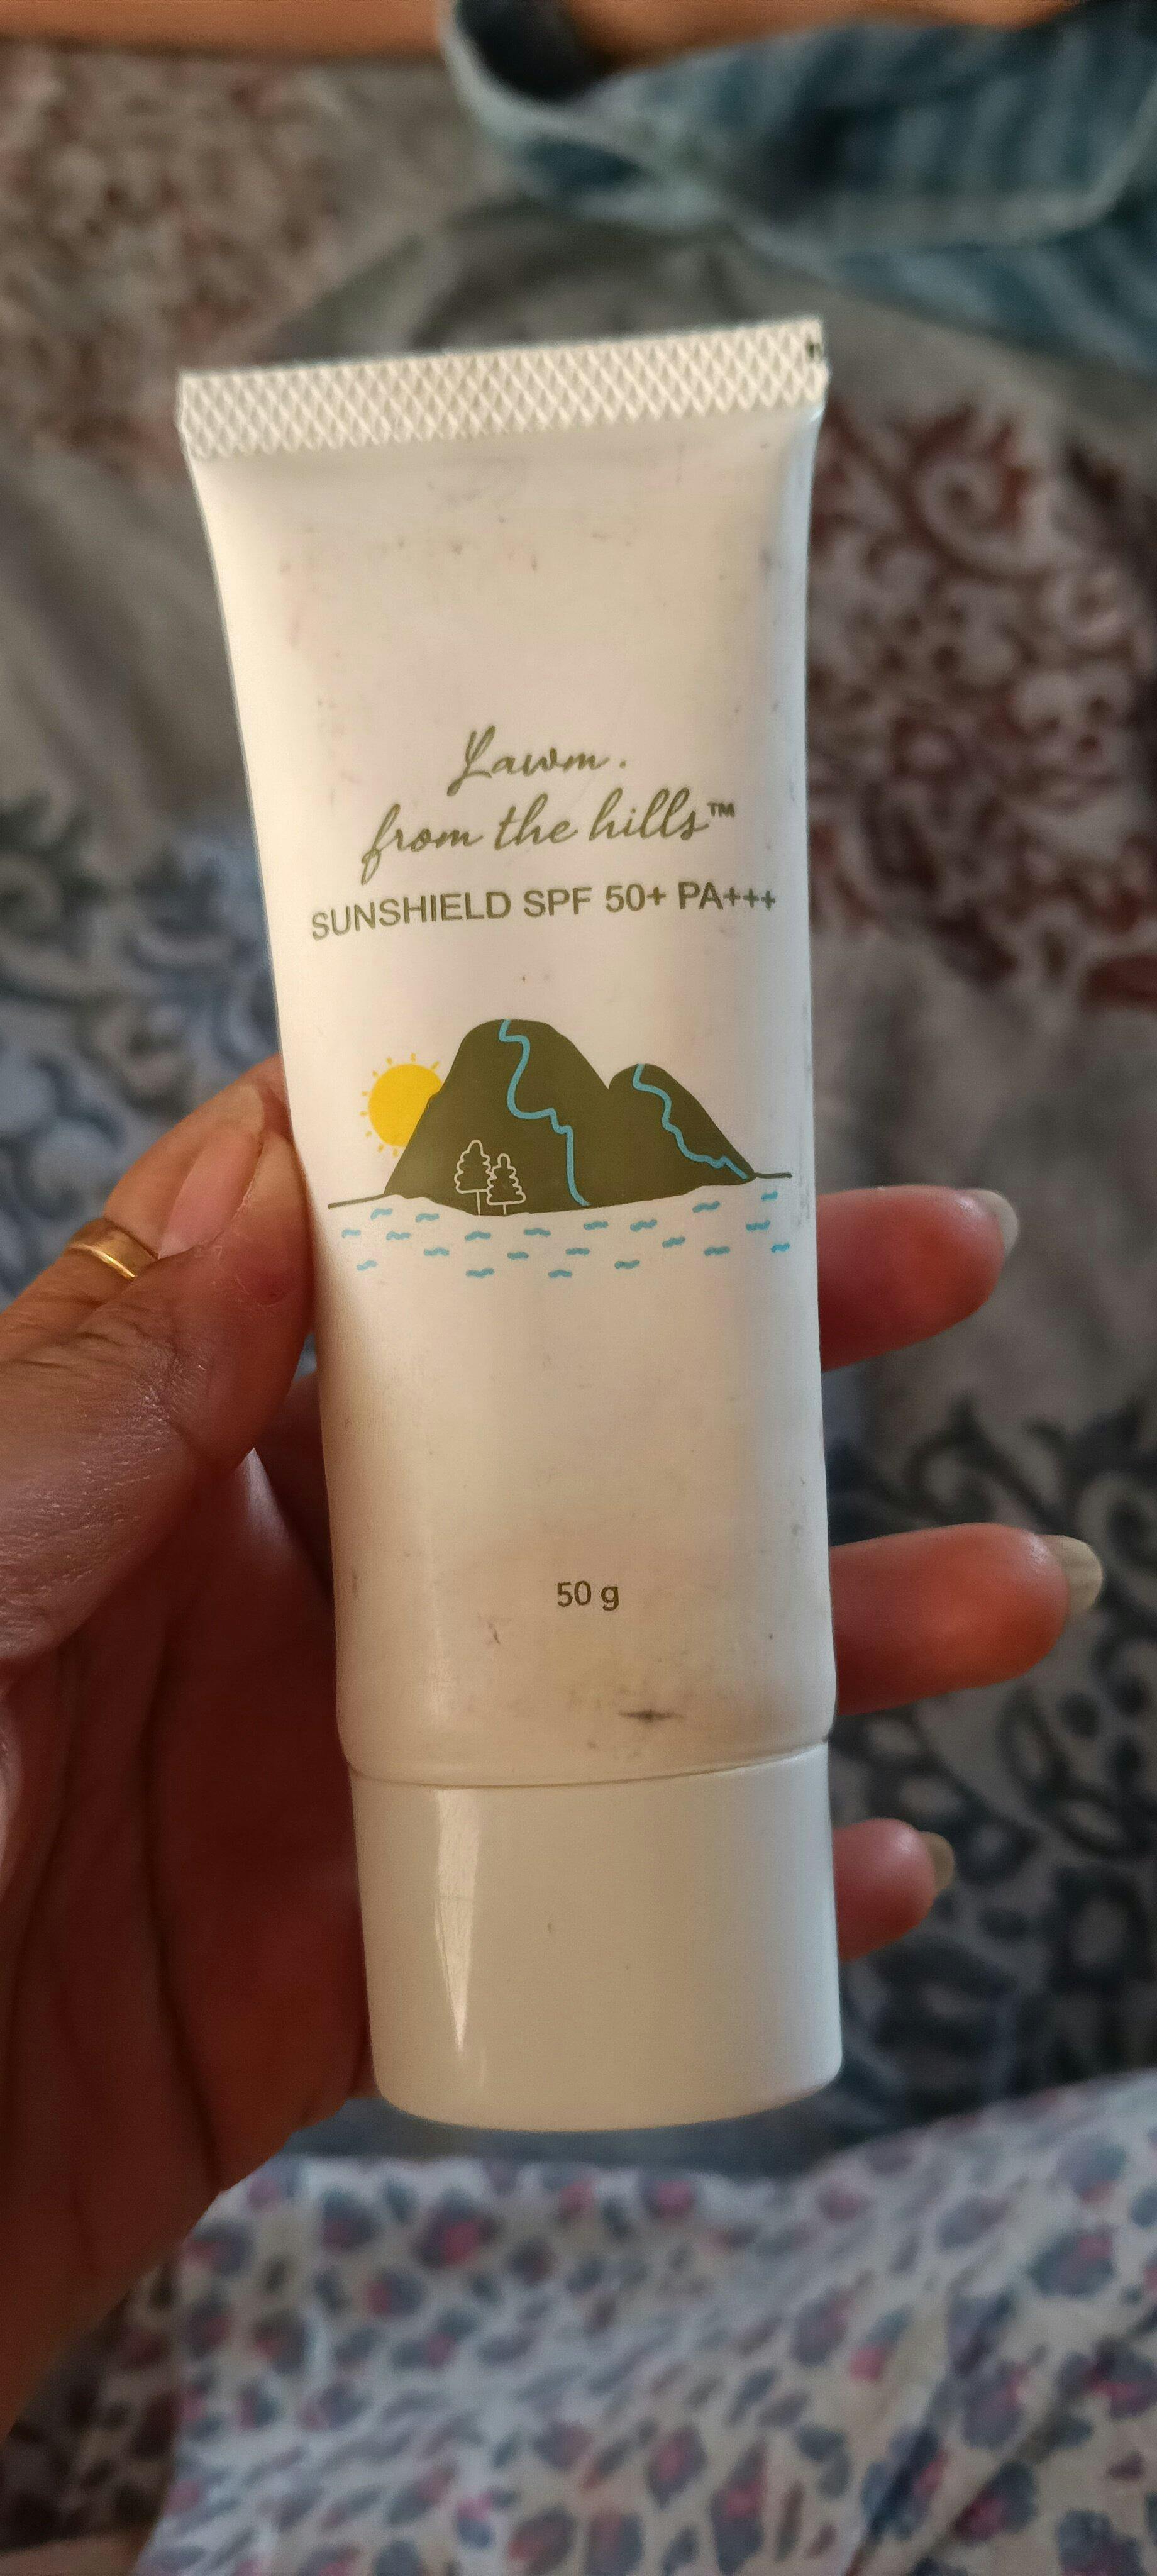 Lawm.
from the hills™
SUNSHIELD SPF 50+ PA+++
50 g